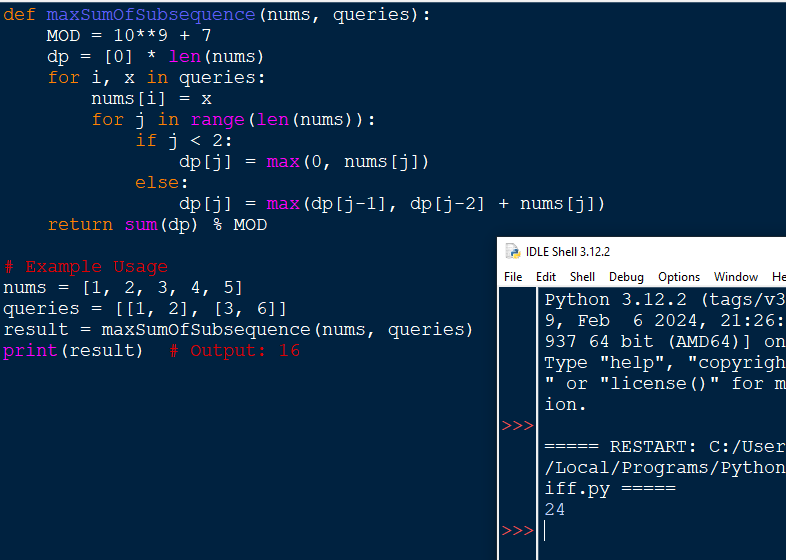 def maxSumOfSubsequence(nums, queries):
    MOD = 10**9 + 7
    dp = [0] * len(nums)
    for i, x in queries:
        nums[i] = x
        for j in range(len(nums)):
            if j < 2:
                dp[j] = max(0, nums[j])
            else:
                dp[j] = max(dp[j-1], dp[j-2] + nums[j])
    return sum(dp) % MOD
# Example Usage
nums = [1, 2, 3, 4, 5]
queries = [[1, 2], [3, 6]]
result = maxSumOfSubsequence(nums, queries)
print(result)  # Output: 16
IDLE Shell 3.12.2
File Edit Shell Debug Options Window He
Python 3.12.2 (tags/v3
9, Feb  6 2024, 21:26:
937 64 bit (AMD64)] on
Type "help", "copyrigh
" or "license()" for m
ion.
>>>
===== RESTART: C:/User
/Local/Programs/Python
iff.py =====
24
>>>